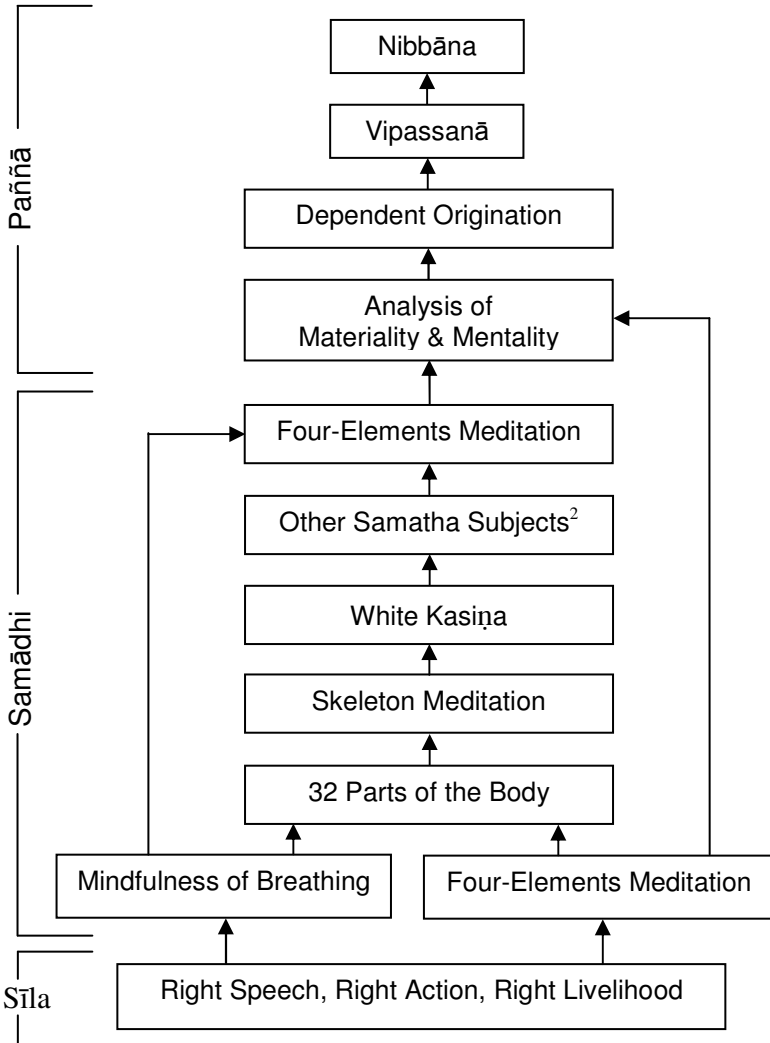 Nibbāna
Vipassanā
Dependent Origination
Analysis of
Materiality & Mentality
Paññā
Four-Elements Meditation
Other Samatha Subjects²
White Kasiṇa
Skeleton Meditation
32 Parts of the Body
Mindfulness of Breathing
Four-Elements Meditation
Samādhi
Right Speech, Right Action, Right Livelihood
Sīla